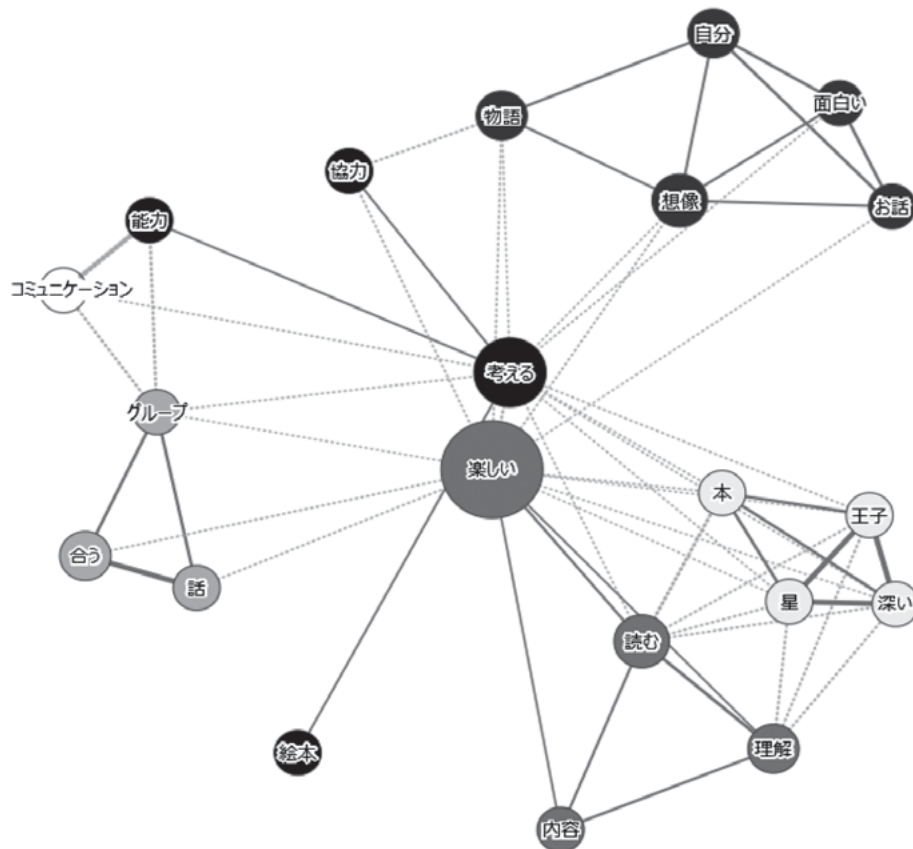 自分
面白い
物語
協力
想像
お話
能力
コミュニケーション
考える
グループ
楽しい
本
王子
合う
話
星
深い
読む
絵本
理解
内容